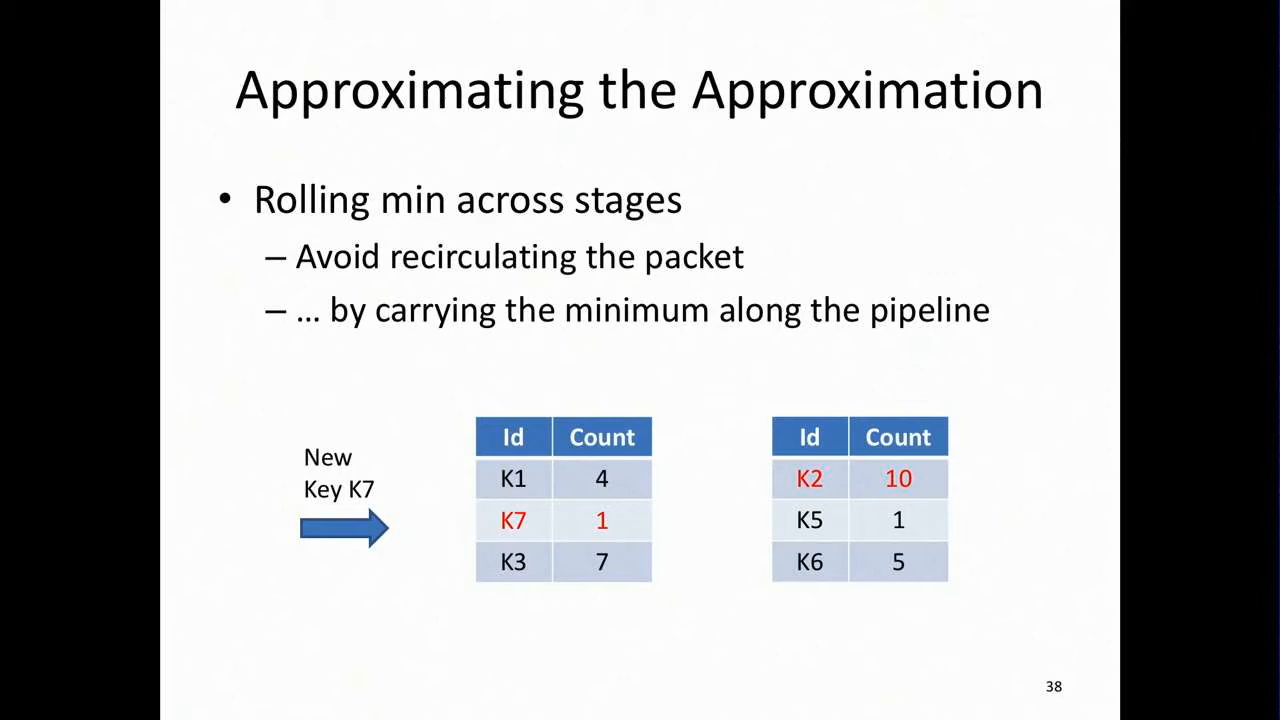 Approximating the Approximation
• Rolling min across stages
– Avoid recirculating the packet
– ... by carrying the minimum along the pipeline
New
Key K7
Id Count
K1 4
K7 1
K3 7
Id Count
K2 10
K5 1
K6 5
38